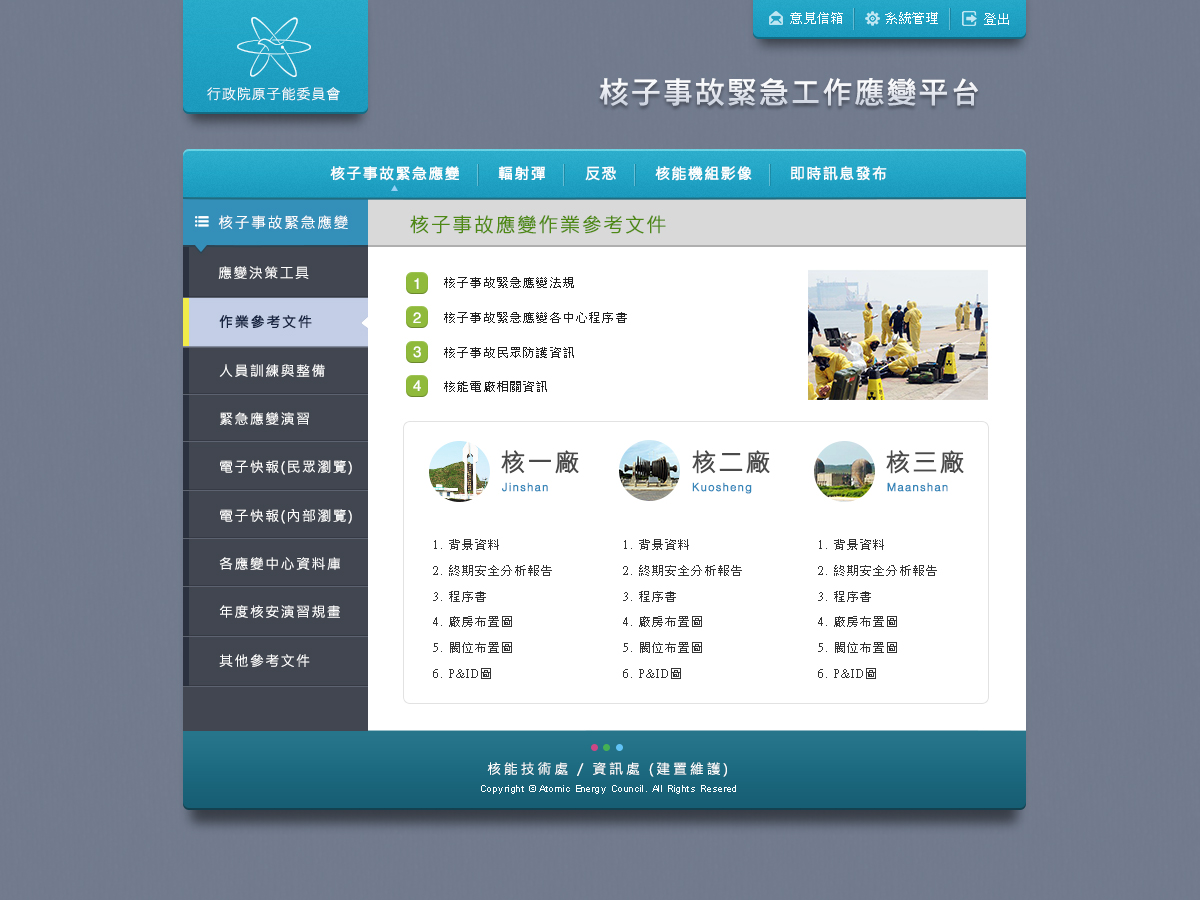 行政院原子能委員會
意見信箱
系統管理
登出
核子事故緊急工作應變平台
核子事故緊急應變
輻射彈
反恐
核能機組影像
即時訊息發布
核子事故緊急應變
應變決策工具
作業參考文件
人員訓練與整備
緊急應變演習
電子快報(民眾瀏覽)
電子快報(內部瀏覽)
各應變中心資料庫
年度核安演習規畫
其他參考文件
核子事故應變作業參考文件
1 核子事故緊急應變法規
2 核子事故緊急應變各中心程序書
3 核子事故民眾防護資訊
4 核能電廠相關資訊
核一廠
Jinshan
1. 背景資料
2. 終期安全分析報告
3. 程序書
4. 廠房布置圖
5. 閥位布置圖
6. P&ID圖
核二廠
Kuosheng
1. 背景資料
2. 終期安全分析報告
3. 程序書
4. 廠房布置圖
5. 閥位布置圖
6. P&ID圖
核三廠
Maanshan
1. 背景資料
2. 終期安全分析報告
3. 程序書
4. 廠房布置圖
5. 閥位布置圖
6. P&ID圖
核能技術處 / 資訊處 (建置維護)
Copyright © Atomic Energy Council. All Rights Resered